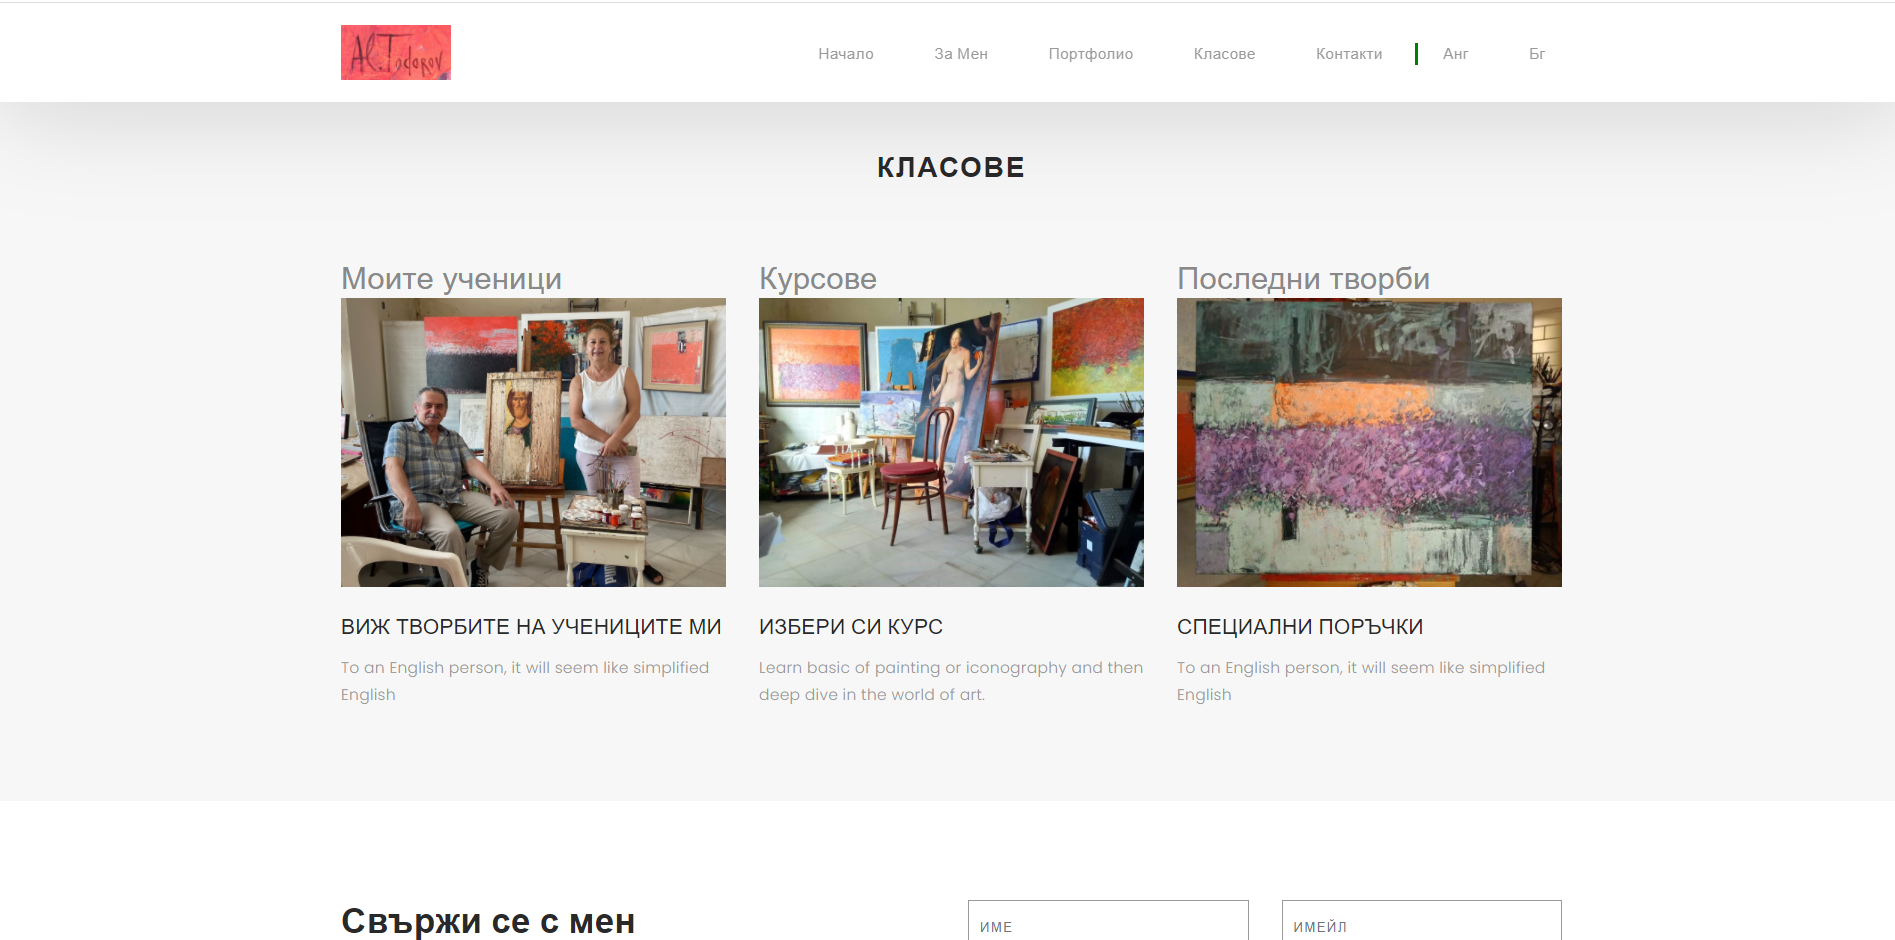 Al.Todorov
Начало За Мен Портфолио Класове Контакти Анг Бг
КЛАСОВЕ
Моите ученици
ВИЖ ТВОРБИТЕ НА УЧЕНИЦИТЕ МИ
To an English person, it will seem like simplified
English
Курсове
ИЗБЕРИ СИ КУРС
Learn basic of painting or iconography and then
deep dive in the world of art.
Последни творби
СПЕЦИАЛНИ ПОРЪЧКИ
To an English person, it will seem like simplified
English
Свържи се с мен
ИМЕ
ИМЕЙЛ